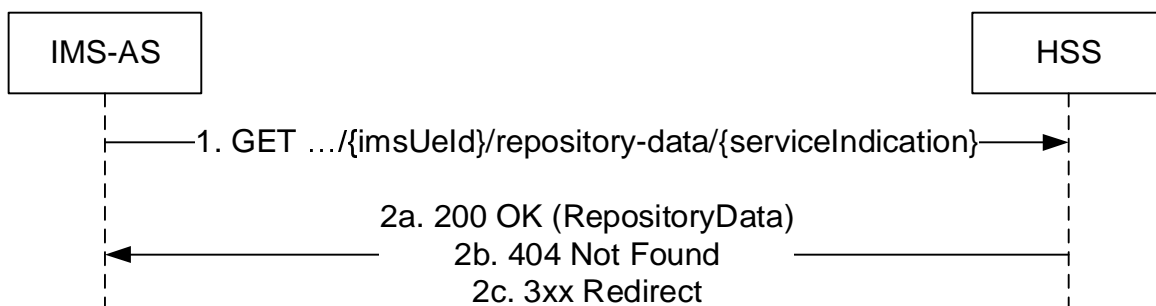 IMS-AS
HSS
1. GET …/{imsUeId}/repository-data/{serviceIndication}
2a. 200 OK (RepositoryData)
2b. 404 Not Found
2c. 3xx Redirect